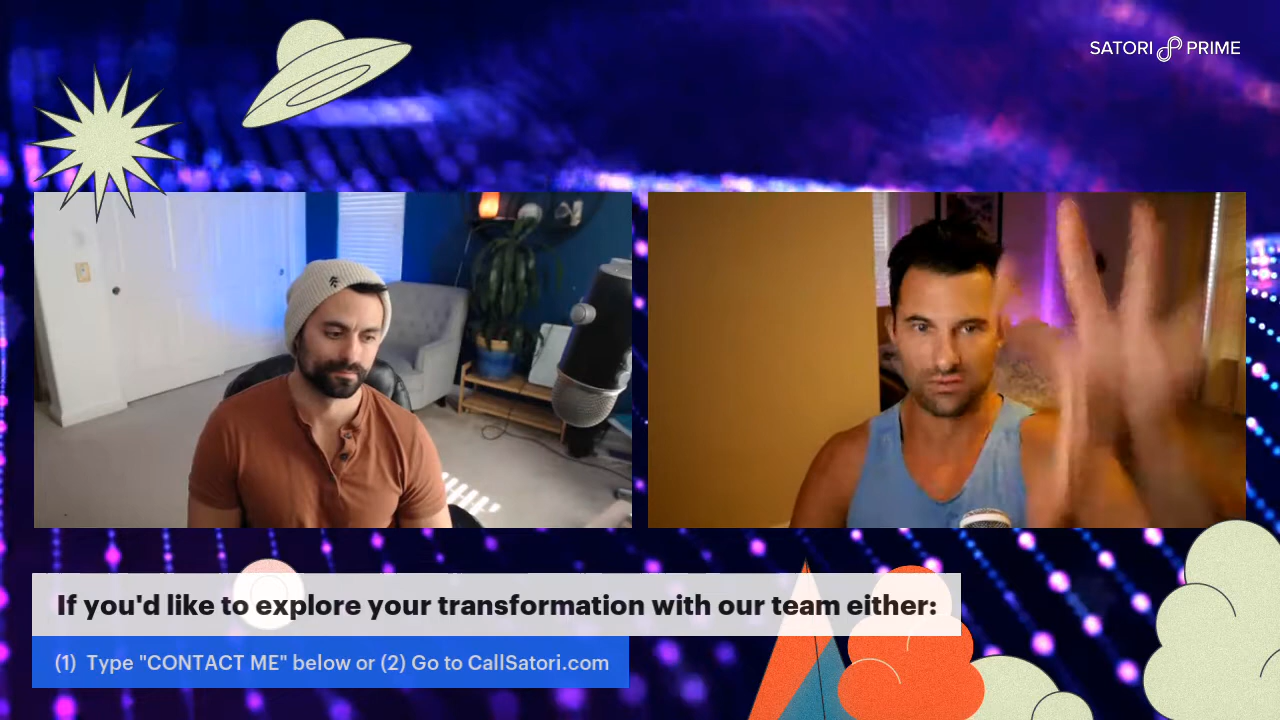 SATORI PRIME
If you'd like to explore your transformation with our team either:
(1) Type "CONTACT ME" below or (2) Go to CallSatori.com